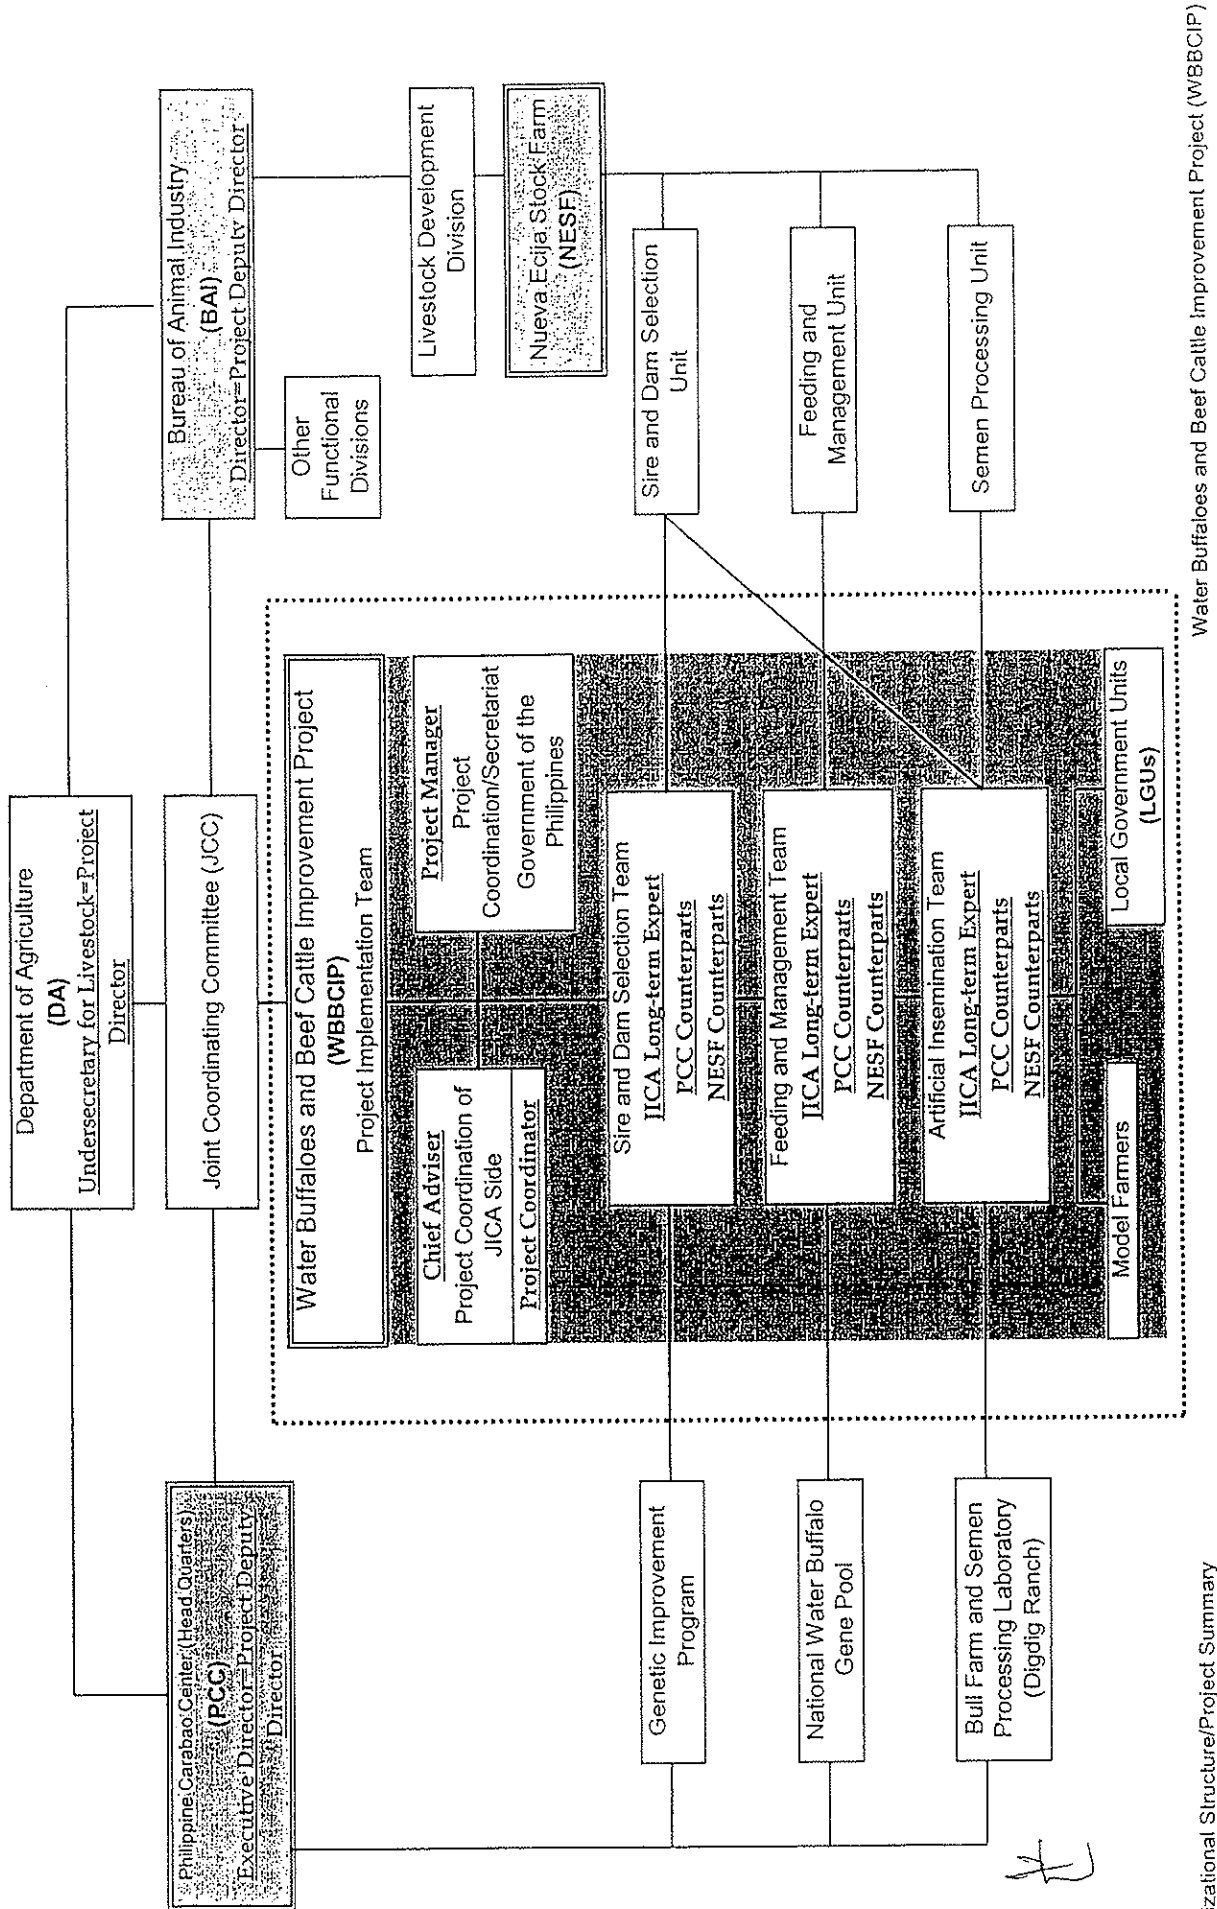 Department of Agriculture
(DA)
Undersecretary for Livestock=Project
Director
Joint Coordinating Committee (JCC)
Philippine Carabao Center (Head Quarters)
(PCC)
Executive Director=Project Deputy
Director
Bureau of Animal Industry
(BAI)
Director=Project Deputy Director
Other
Functional
Divisions
Livestock Development
Division
Nueva Ecija Stock Farm
(NESF)
Water Buffaloes and Beef Cattle Improvement Project
(WBBCIP)
Project Implementation Team
Chief Adviser
Project Coordination of
JICA Side
Project Coordinator
Project Manager
Project
Coordination/Secretariat
Government of the
Philippines
Genetic Improvement
Program
Sire and Dam Selection Team
JICA Long-term Expert
PCC Counterparts
NESF Counterparts
Sire and Dam Selection
Unit
National Water Buffalo
Gene Pool
Feeding and Management Team
JICA Long-term Expert
PCC Counterparts
NESF Counterparts
Feeding and
Management Unit
Bull Farm and Semen
Processing Laboratory
(Digdig Ranch)
Artificial Insemination Team
JICA Long-term Expert
PCC Counterparts
NESF Counterparts
Semen Processing Unit
Model Farmers
Local Government Units
(LGUs)
izational Structure/Project Summary
Water Buffaloes and Beef Cattle Improvement Project (WBBCIP)